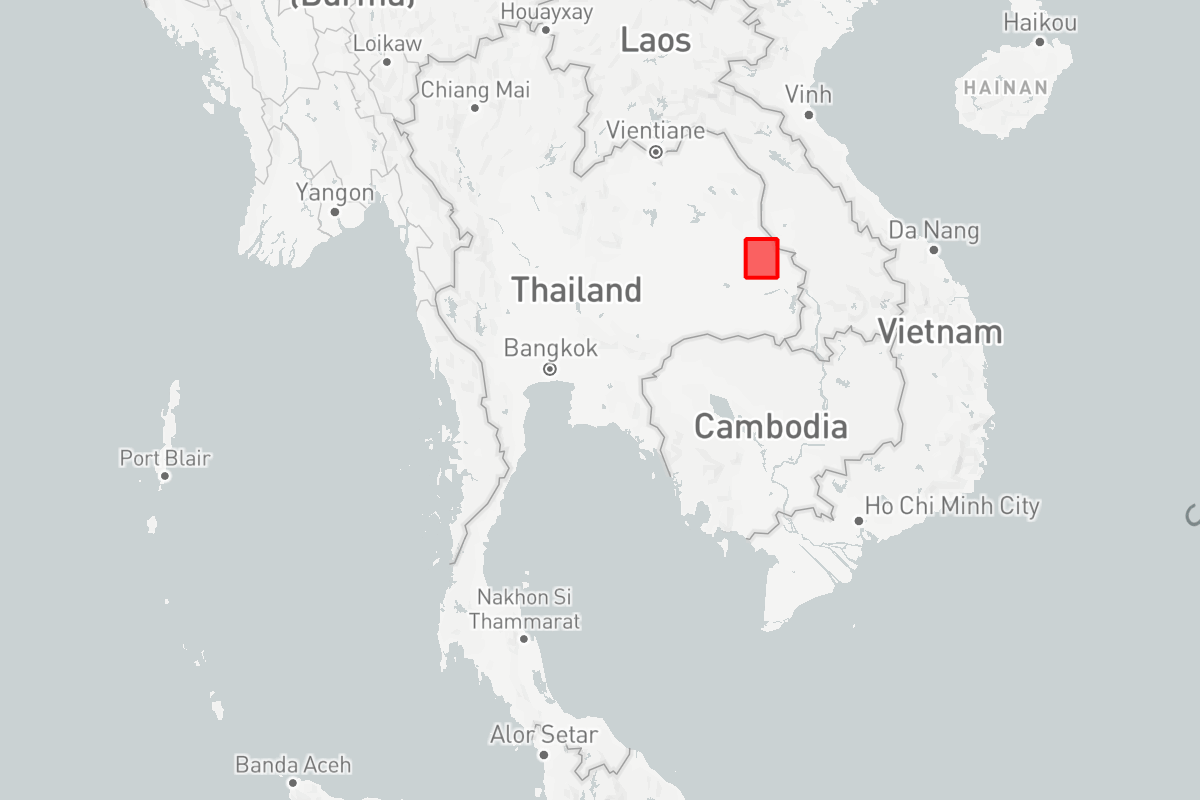 (Burma)
Houayxay
Haikou
Loikaw
Laos
Chiang Mai
Vinh
HAINAN
Vientiane
Yangon
Da Nang
Thailand
Vietnam
Bangkok
Cambodia
Port Blair
Ho Chi Minh City
Nakhon Si
Thammarat
Alor Setar
Banda Aceh